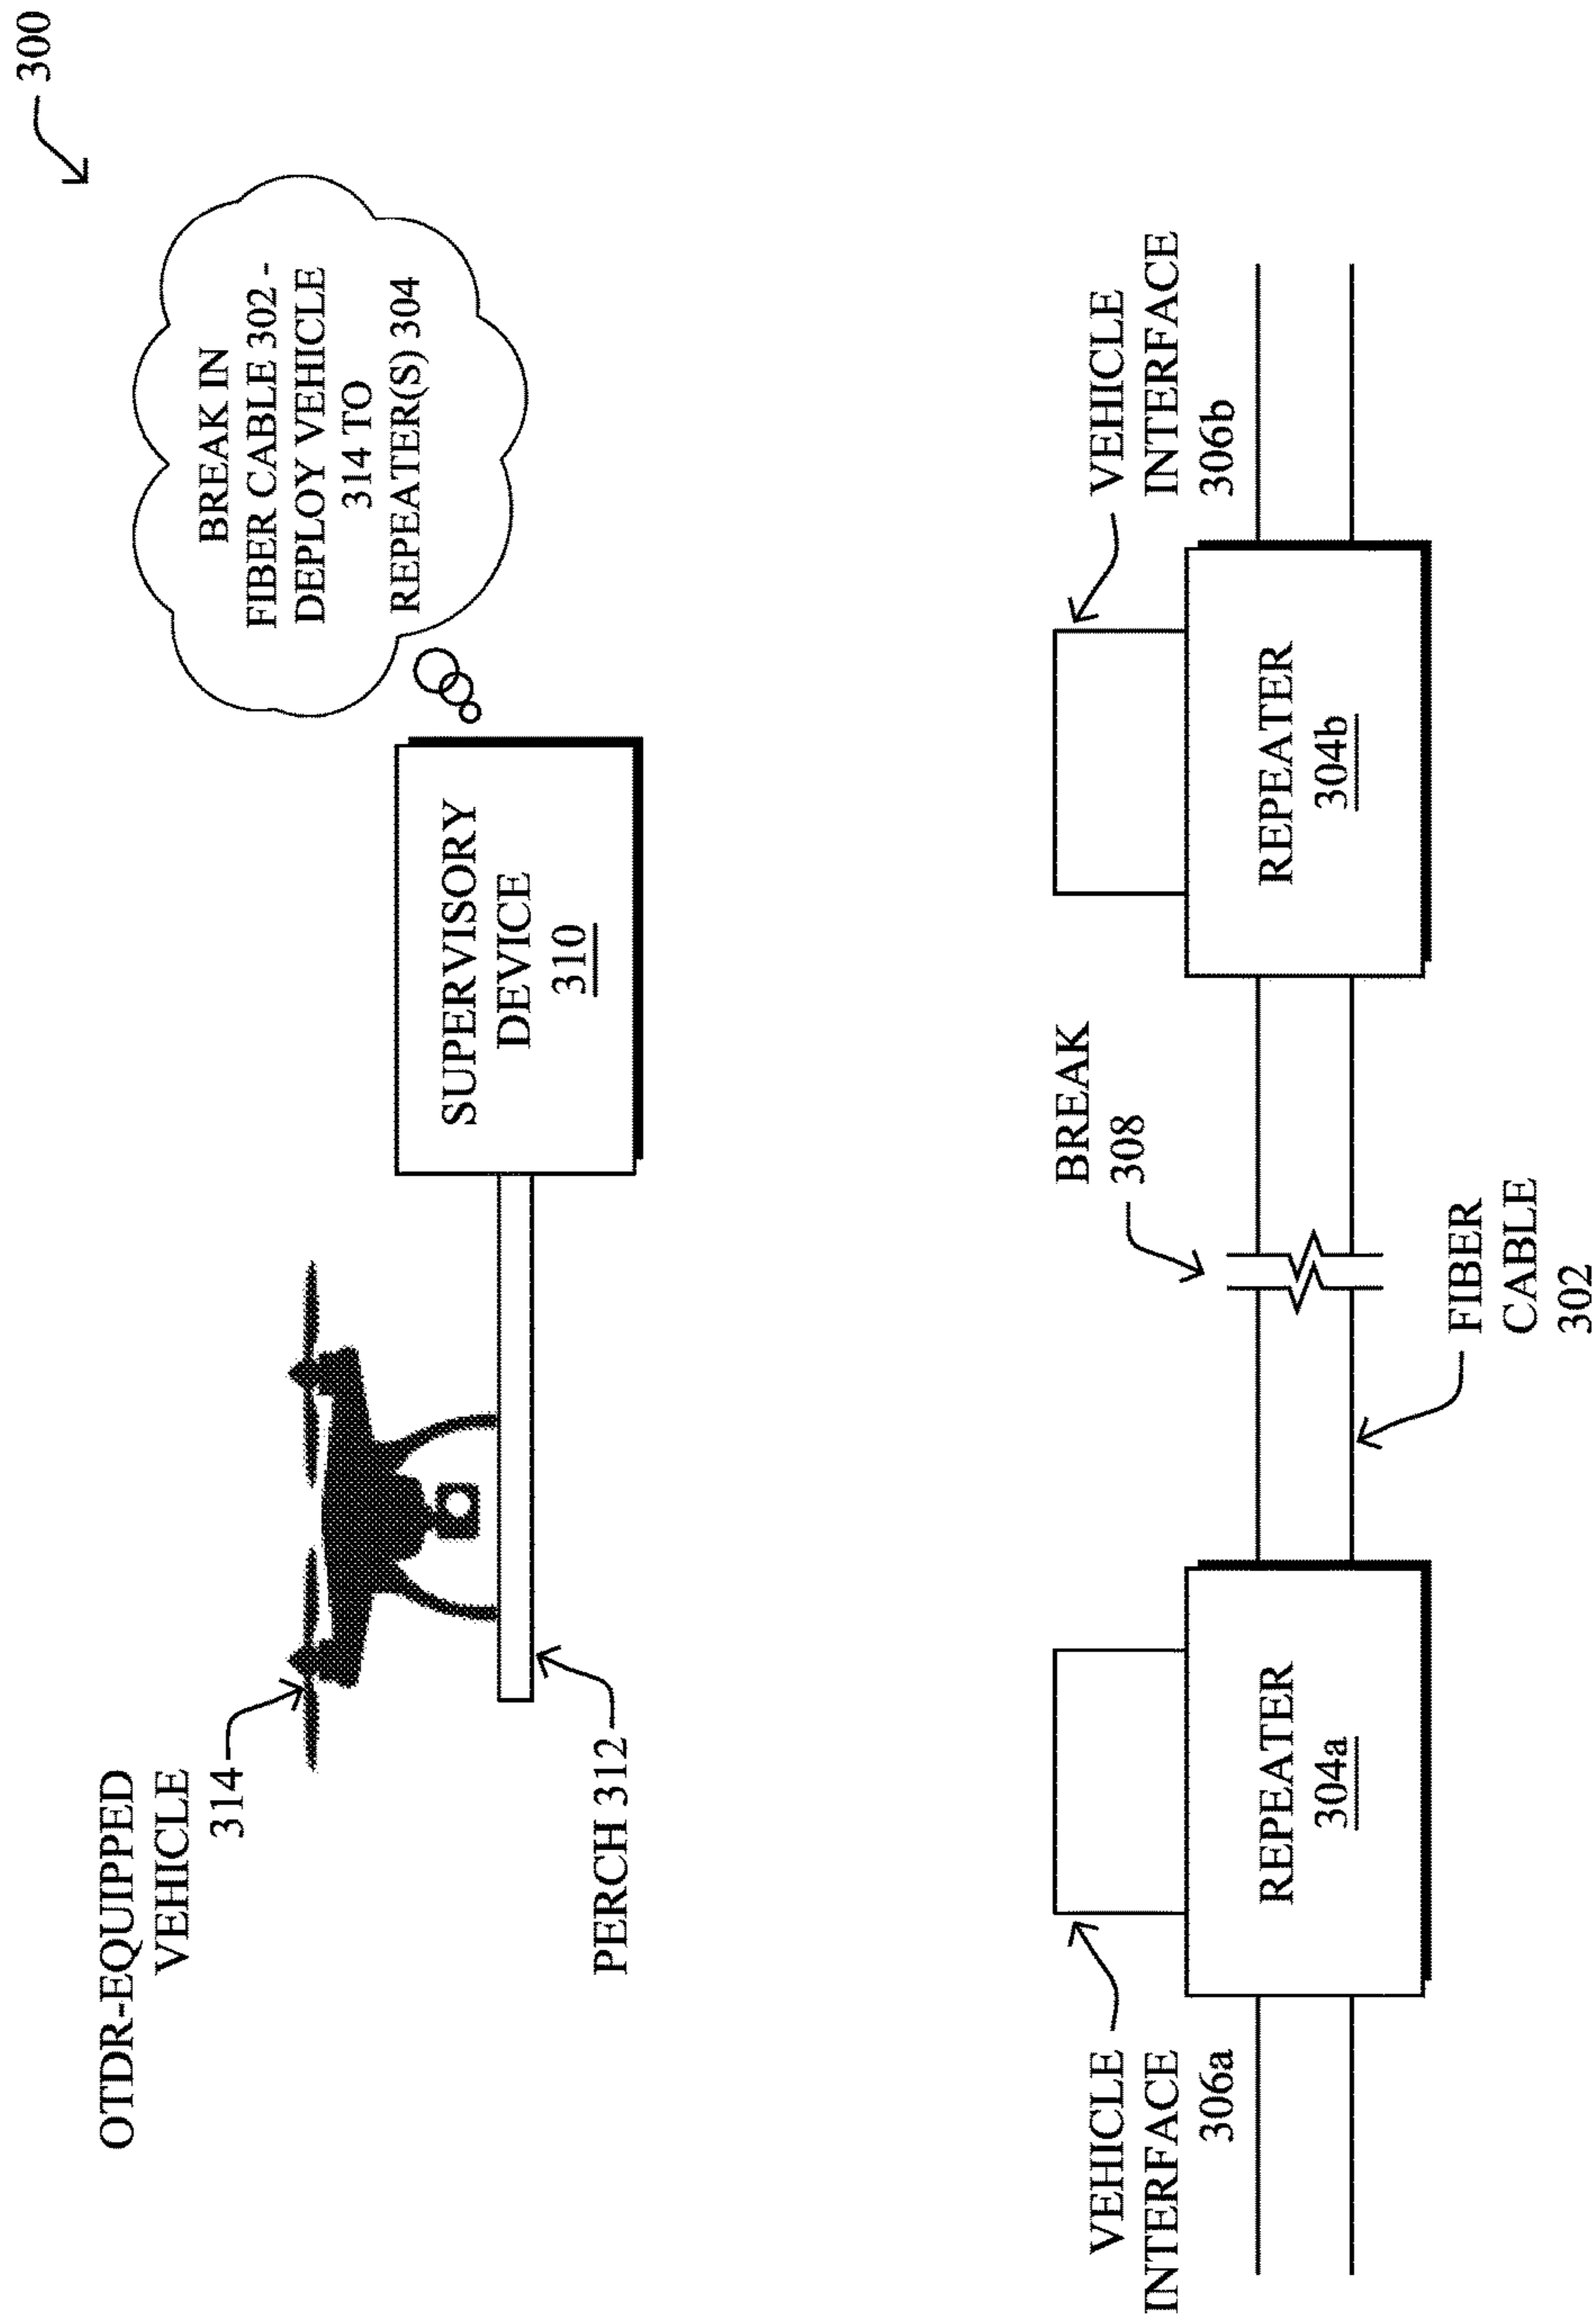 300
OTDR-EQUIPPED
VEHICLE
314
PERCH 312
SUPERVISORY
DEVICE
310
BREAK IN
FIBER CABLE 302 -
DEPLOY VEHICLE
314 TO
REPEATER(S) 304
VEHICLE
INTERFACE
306a
REPEATER
304a
BREAK
308
FIBER
CABLE
302
VEHICLE
INTERFACE
306b
REPEATER
304b